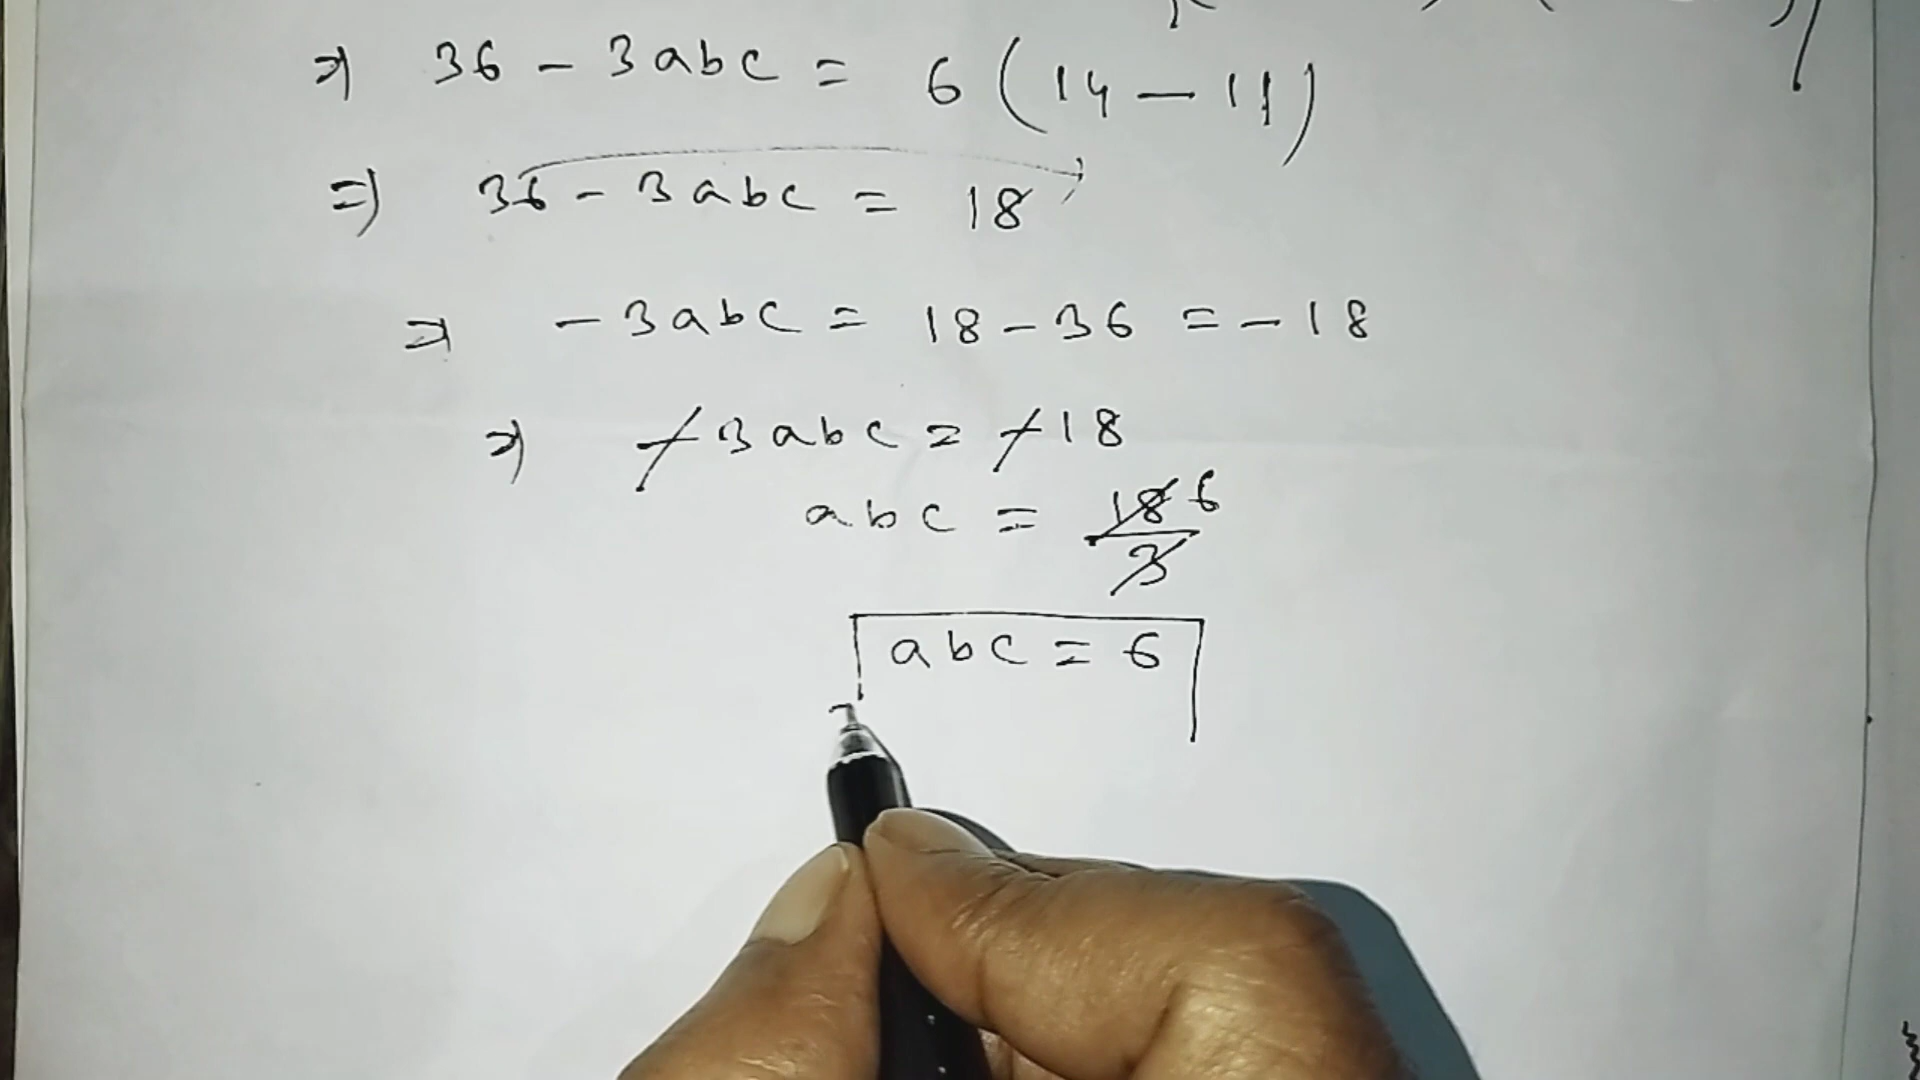 ⇒ 36 - 3abc = 6 (14 - 11)
⇒ 36 - 3abc = 18
⇒ - 3abc = 18 - 36 = - 18
⇒ - 3abc = - 18
abc = 18/3 6
abc = 6